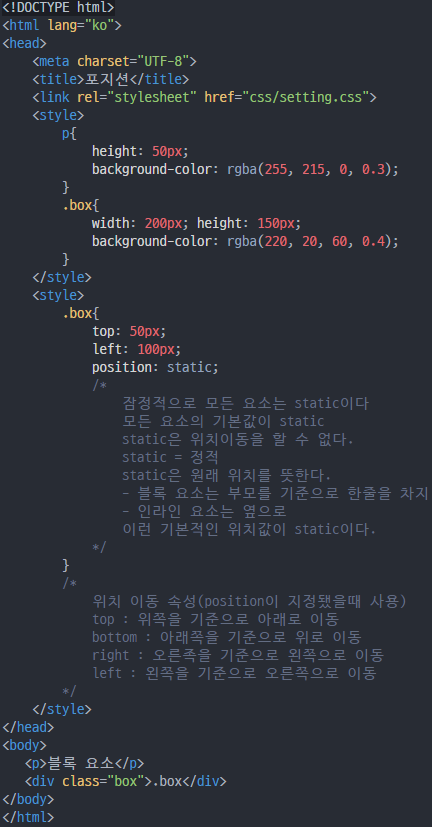 <!DOCTYPE html>
<html lang="ko">
<head>
    <meta charset="UTF-8">
    <title>포지션</title>
    <link rel="stylesheet" href="css/setting.css">
    <style>
        p{
            height: 50px;
            background-color: rgba(255, 215, 0, 0.3);
        }
        .box{
            width: 200px; height: 150px;
            background-color: rgba(220, 20, 60, 0.4);
        }
    </style>
    <style>
        .box{
            top: 50px;
            left: 100px;
            position: static;
            /*
                잠정적으로 모든 요소는 static이다
                모든 요소의 기본값이 static
                static은 위치이동을 할 수 없다.
                static = 정적
                static은 원래 위치를 뜻한다.
                - 블록 요소는 부모를 기준으로 한줄을 차지
                - 인라인 요소는 옆으로
                이런 기본적인 위치값이 static이다.
            */
        }
        /*
            위치 이동 속성(position이 지정됐을때 사용)
            top : 위쪽을 기준으로 아래로 이동
            bottom : 아래쪽을 기준으로 위로 이동
            right : 오른족을 기준으로 왼쪽으로 이동
            left : 왼쪽을 기준으로 오른쪽으로 이동
        */
    </style>
</head>
<body>
   <p>블록 요소</p>
   <div class="box">.box</div>
</body>
</html>